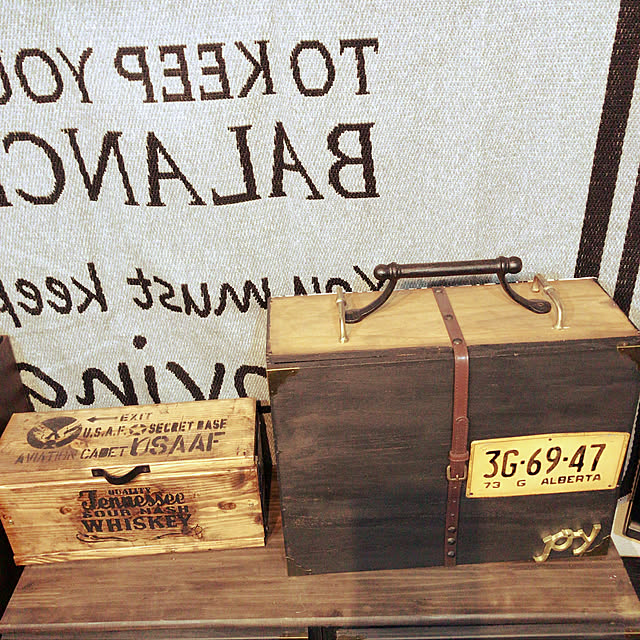 TO KEEP YOU
BALANC
you must keep
oving
EXIT
U.S.A.F. SECRET BASE
AVIATION CADET USAAF
QUALITY
Tennessee
SOUR MASH
WHISKEY
3G-69-47
73 G ALBERTA
joy